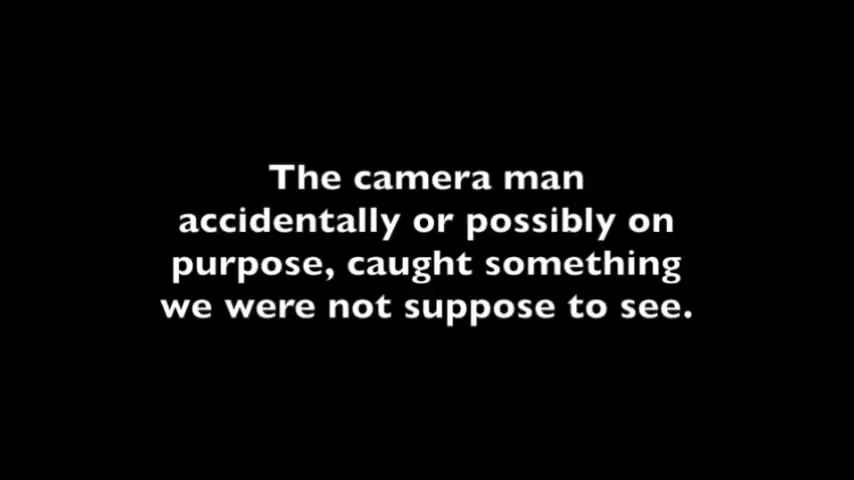 The camera man
accidentally or possibly on
purpose, caught something
we were not suppose to see.